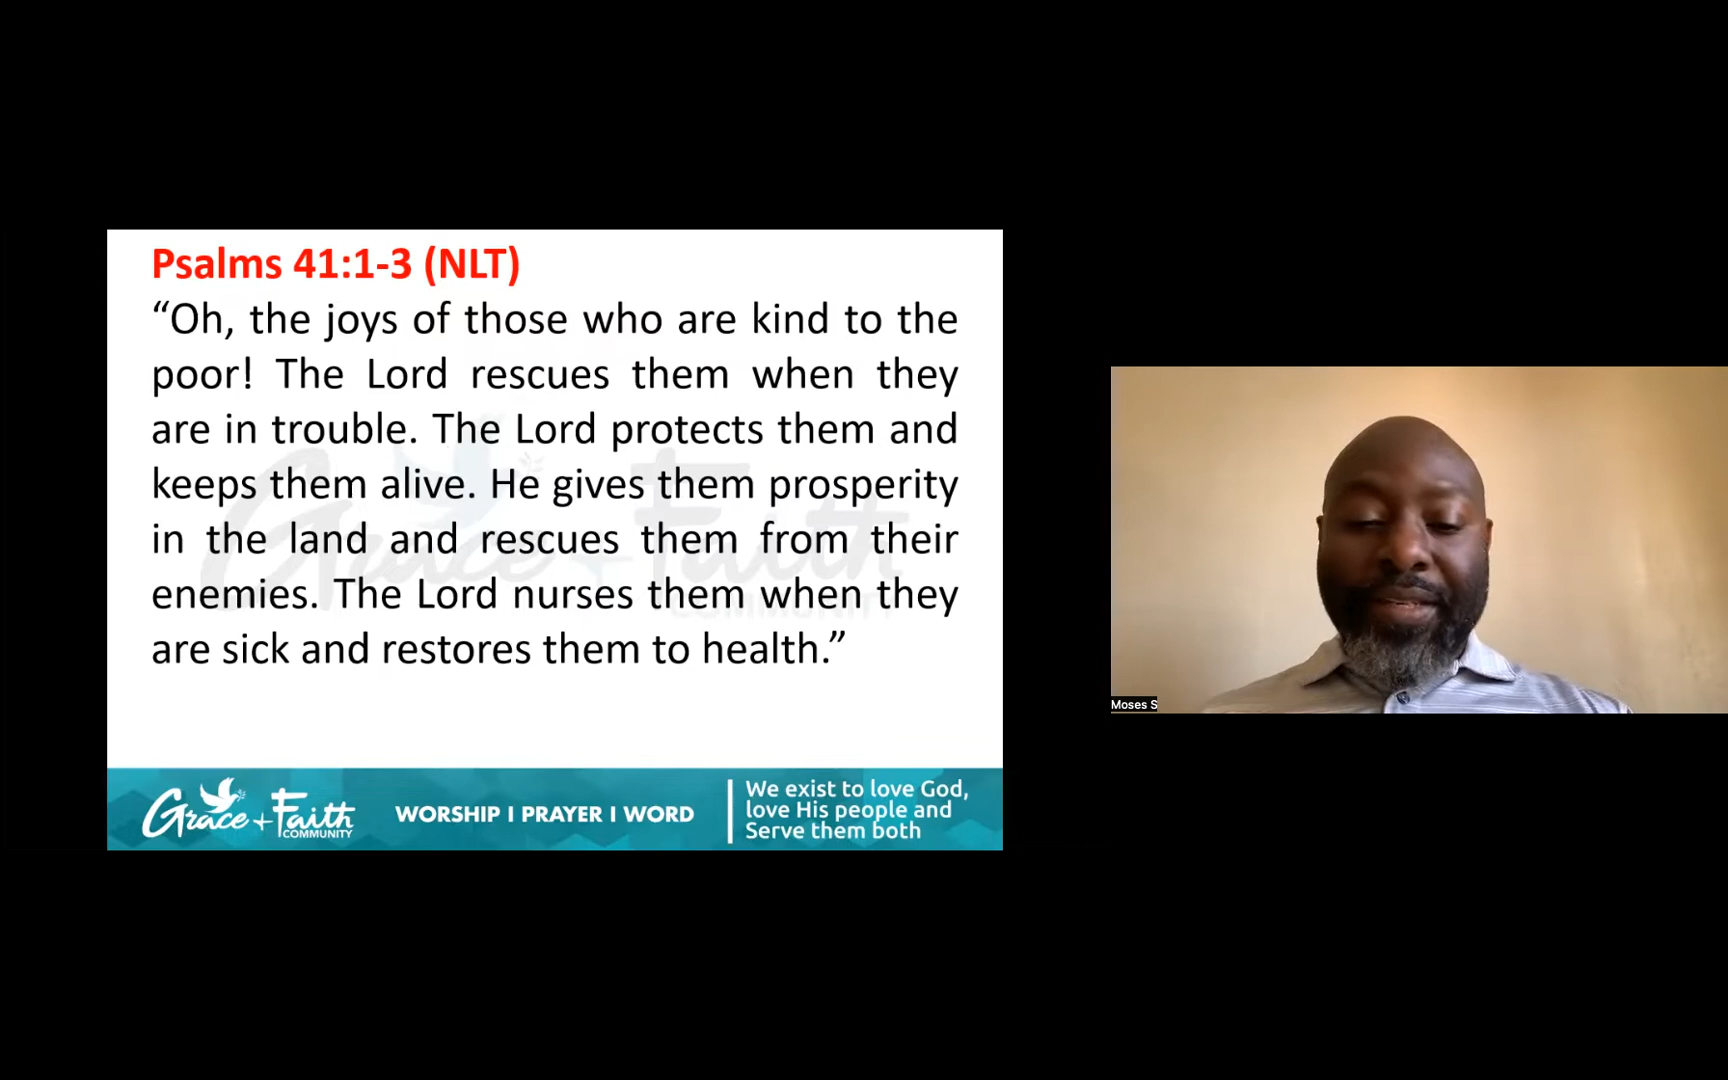 Psalms 41:1-3 (NLT)
“Oh, the joys of those who are kind to the
poor! The Lord rescues them when they
are in trouble. The Lord protects them and
keeps them alive. He gives them prosperity
in the land and rescues them from their
enemies. The Lord nurses them when they
are sick and restores them to health.”
Grace + Faith
COMMUNITY
WORSHIP I PRAYER I WORD
We exist to love God,
love His people and
Serve them both
Moses S